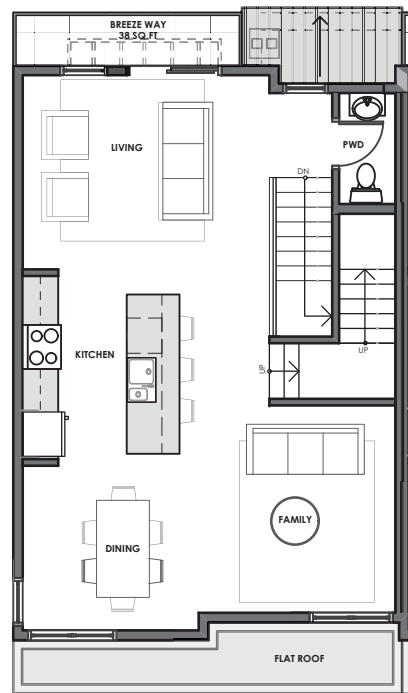 BREEZE WAY
38 SQ.FT
LIVING
PWD
DN
KITCHEN
UP
UP
FAMILY
DINING
FLAT ROOF